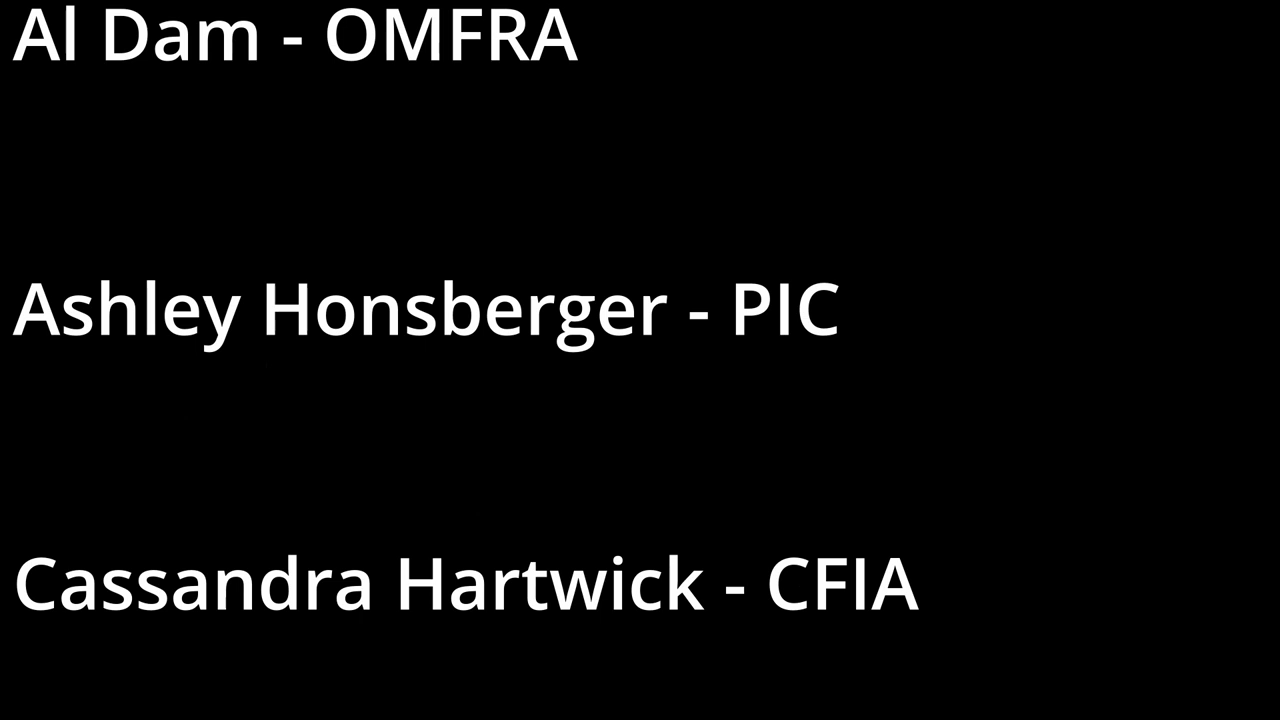 Al Dam - OMFRA
Ashley Honsberger - PIC
Cassandra Hartwick - CFIA